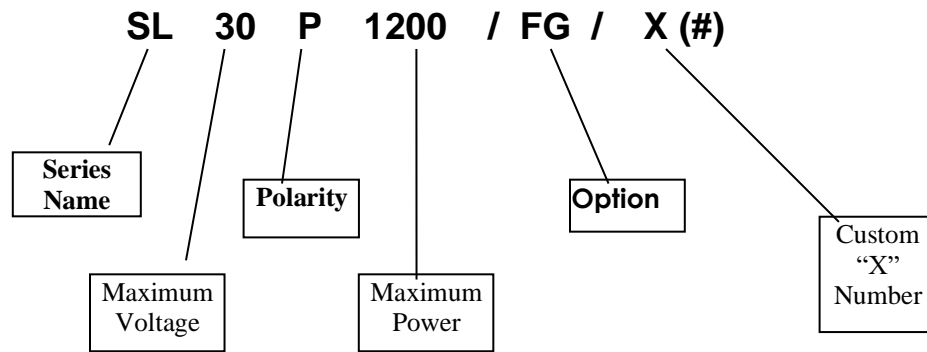 SL 30 P 1200 / FG / X (#)
Series
Name
Polarity
Option
Maximum
Voltage
Maximum
Power
Custom
“X”
Number